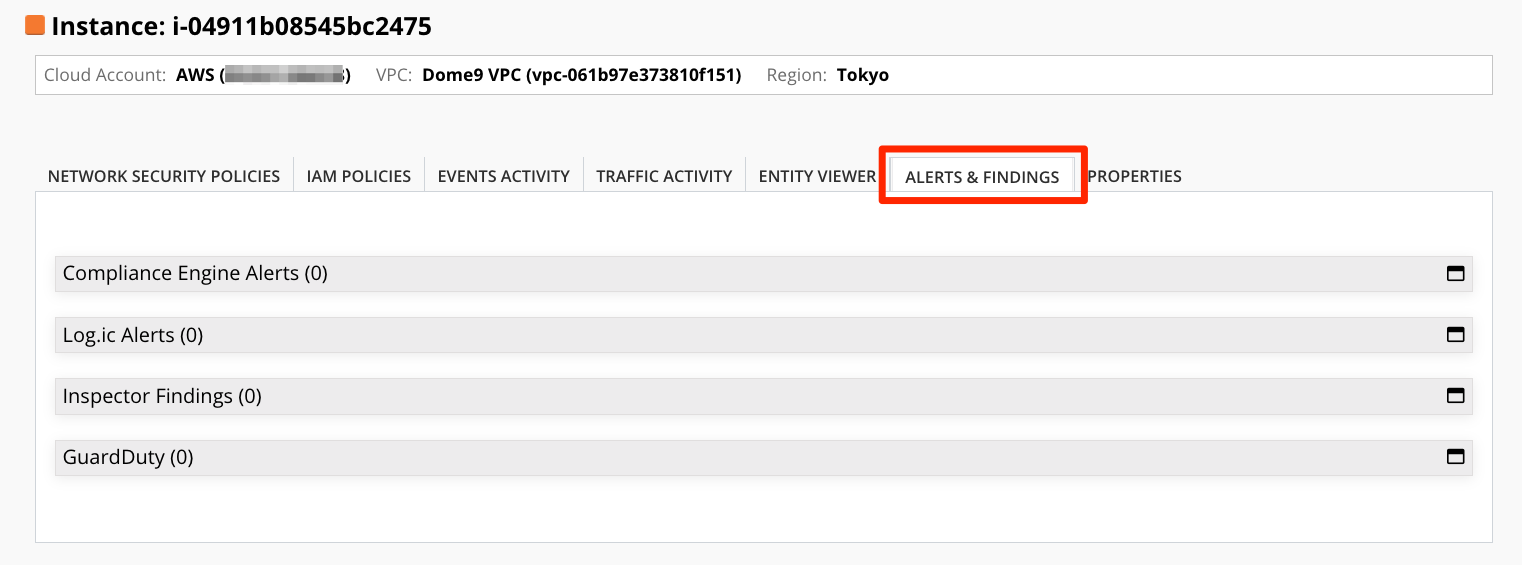 Instance: i-04911b08545bc2475
Cloud Account: AWS ( ) VPC: Dome9 VPC (vpc-061b97e373810f151) Region: Tokyo
NETWORK SECURITY POLICIES IAM POLICIES EVENTS ACTIVITY TRAFFIC ACTIVITY ENTITY VIEWER ALERTS & FINDINGS PROPERTIES
Compliance Engine Alerts (0)
Log.ic Alerts (0)
Inspector Findings (0)
GuardDuty (0)